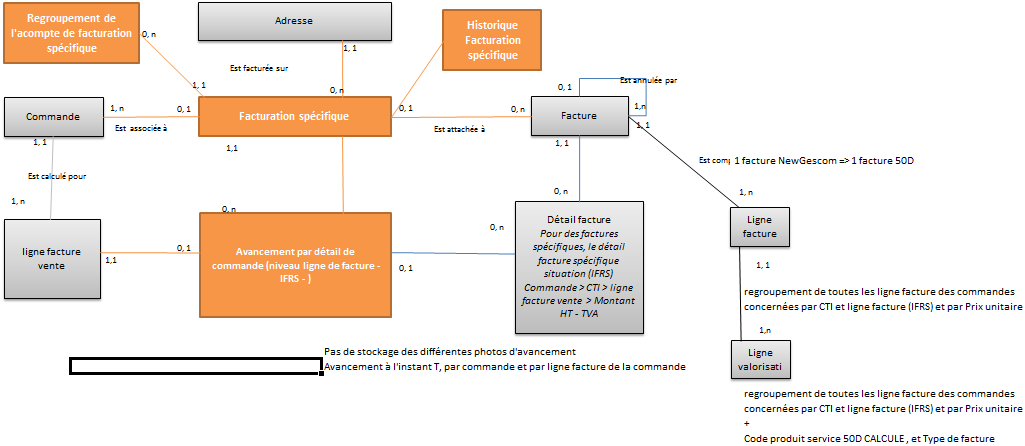 Regroupement de
l'acompte de facturation
spécifique
0, n
Adresse
1, 1
Historique
Facturation
spécifique
Est facturée sur
1, 1
0, n
Est annulée par
0, 1
1,n
1, 1
Commande
1, n
0, 1
Est associée à
Facturation spécifique
0, 1
0, n
Est attachée à
Facture
1, 1
1,1
1, 1
Est calculé pour
1, n
1 facture NewGescom => 1 facture 50D
Est
0, n
0, n
1, n
ligne facture
vente
1,1
0, 1
Avancement par détail de
commande (niveau ligne de facture -
IFRS - )
0, 1
0, n
Détail facture
Pour des factures
spécifiques, le détail
facture spécifique
situation (IFRS)
Commande > CTI > ligne
facture vente > Montant
HT - TVA
Ligne
facture
1, 1
regroupement de toutes les ligne facture des commandes
concernées par CTI et ligne facture (IFRS) et par Prix unitaire
1,n
Ligne
valorisati
Pas de stockage des différentes photos d'avancement
Avancement à l'instant T, par commande et par ligne facture de la commande
regroupement de toutes les ligne facture des commandes
concernées par CTI et ligne facture (IFRS) et par Prix unitaire
+
Code produit service 50D CALCULE , et Type de facture